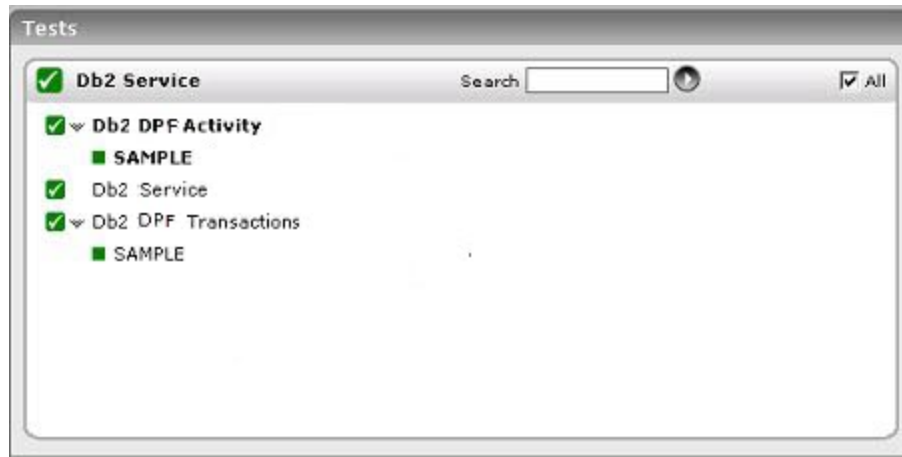 Tests
Db2 Service Search All
Db2 DPF Activity
SAMPLE
Db2 Service
Db2 DPF Transactions
SAMPLE